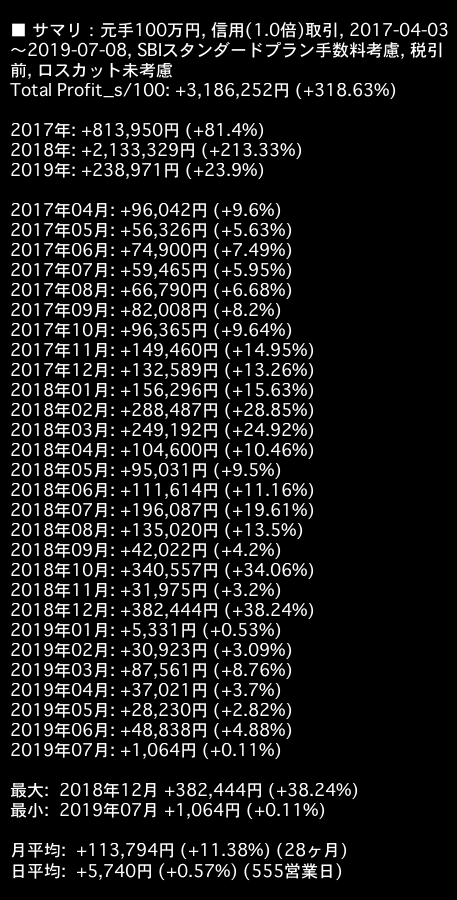 ■ サマリ : 元手100万円, 信用(1.0倍)取引, 2017-04-03
～2019-07-08, SBIスタンダードプラン手数料考慮, 税引
前, ロスカット未考慮
Total Profit_s/100: +3,186,252円 (+318.63%)
2017年: +813,950円 (+81.4%)
2018年: +2,133,329円 (+213.33%)
2019年: +238,971円 (+23.9%)
2017年04月: +96,042円 (+9.6%)
2017年05月: +56,326円 (+5.63%)
2017年06月: +74,900円 (+7.49%)
2017年07月: +59,465円 (+5.95%)
2017年08月: +66,790円 (+6.68%)
2017年09月: +82,008円 (+8.2%)
2017年10月: +96,365円 (+9.64%)
2017年11月: +149,460円 (+14.95%)
2017年12月: +132,589円 (+13.26%)
2018年01月: +156,296円 (+15.63%)
2018年02月: +288,487円 (+28.85%)
2018年03月: +249,192円 (+24.92%)
2018年04月: +104,600円 (+10.46%)
2018年05月: +95,031円 (+9.5%)
2018年06月: +111,614円 (+11.16%)
2018年07月: +196,087円 (+19.61%)
2018年08月: +135,020円 (+13.5%)
2018年09月: +42,022円 (+4.2%)
2018年10月: +340,557円 (+34.06%)
2018年11月: +31,975円 (+3.2%)
2018年12月: +382,444円 (+38.24%)
2019年01月: +5,331円 (+0.53%)
2019年02月: +30,923円 (+3.09%)
2019年03月: +87,561円 (+8.76%)
2019年04月: +37,021円 (+3.7%)
2019年05月: +28,230円 (+2.82%)
2019年06月: +48,838円 (+4.88%)
2019年07月: +1,064円 (+0.11%)
最大: 2018年12月 +382,444円 (+38.24%)
最小: 2019年07月 +1,064円 (+0.11%)
月平均: +113,794円 (+11.38%) (28ヶ月)
日平均: +5,740円 (+0.57%) (555営業日)